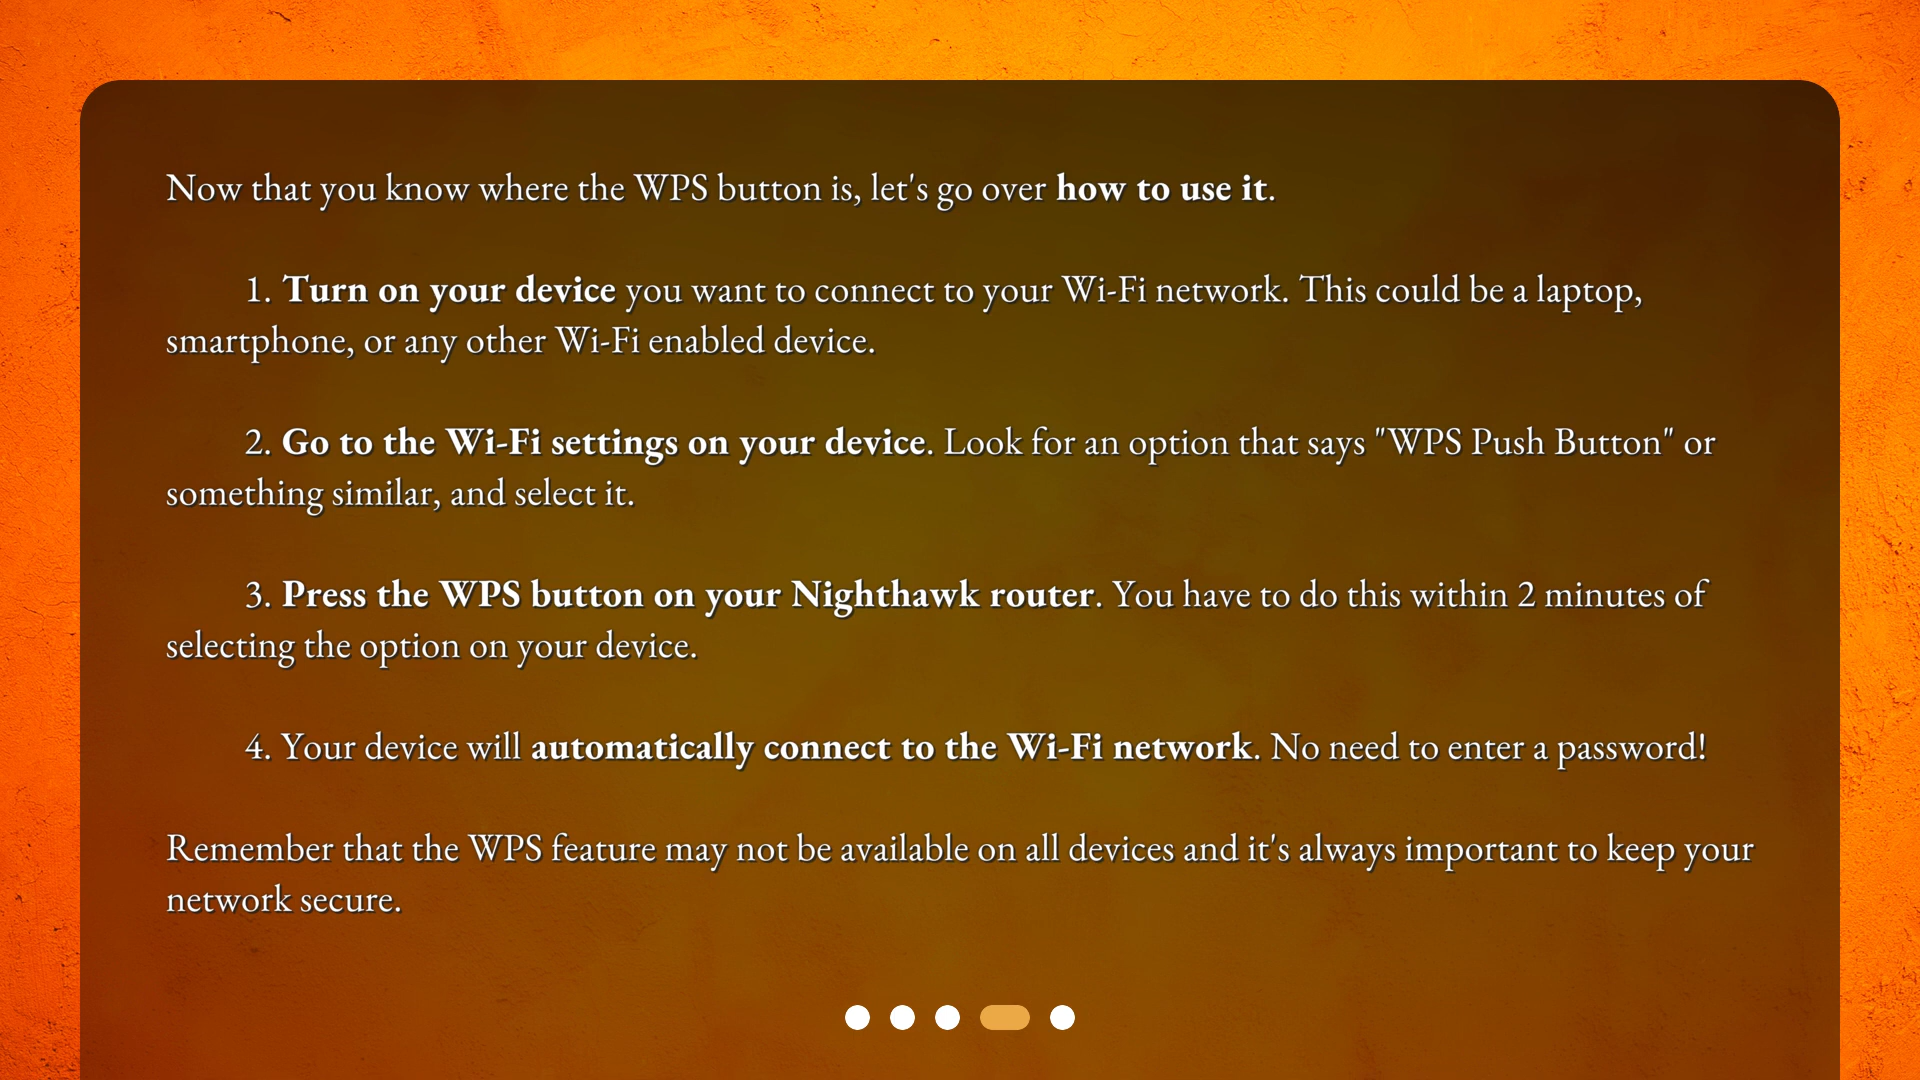 Now that you know where the WPS button is, let's go over how to use it.
1. Turn on your device you want to connect to your Wi-Fi network. This could be a laptop,
smartphone, or any other Wi-Fi enabled device.
2. Go to the Wi-Fi settings on your device. Look for an option that says "WPS Push Button" or
something similar, and select it.
3. Press the WPS button on your Nighthawk router. You have to do this within 2 minutes of
selecting the option on your device.
4. Your device will automatically connect to the Wi-Fi network. No need to enter a password!
Remember that the WPS feature may not be available on all devices and it's always important to keep your
network secure.